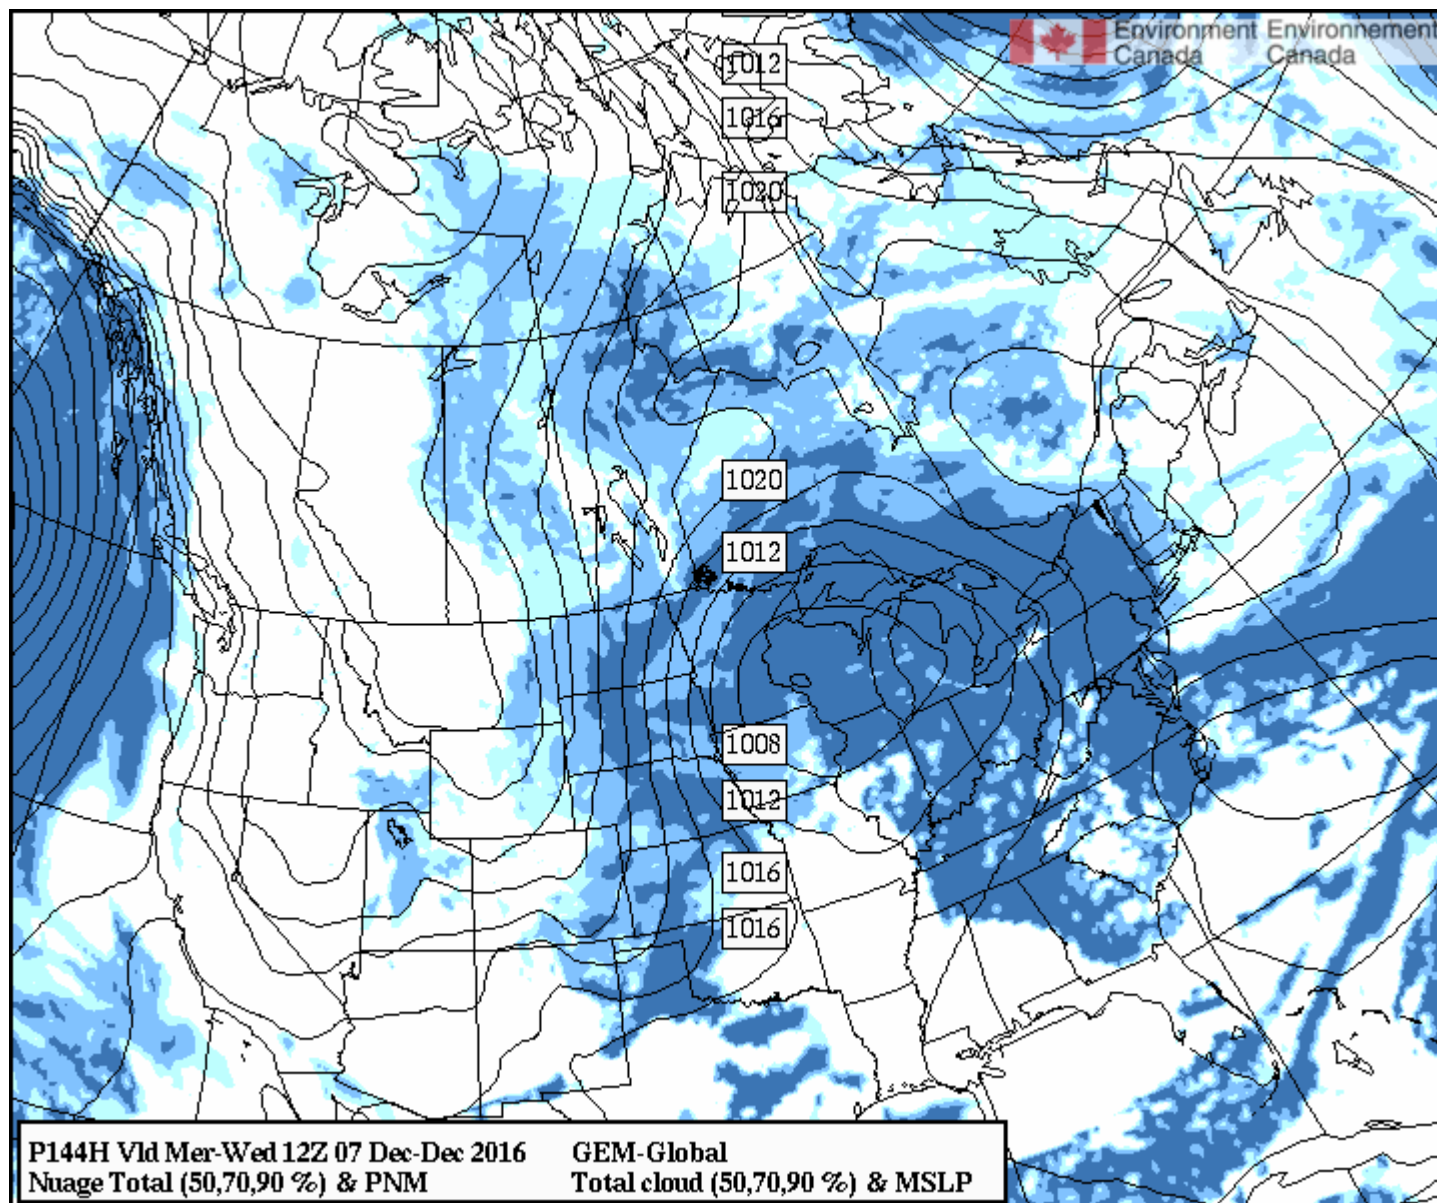 Environment Environnement
Canada Canada
1012
1016
1020
1020
1012
1008
1012
1016
1016
P144H Vld Mer-Wed 12Z 07 Dec-Dec 2016 GEM-Global
Nuage Total (50,70,90 %) & PNM Total cloud (50,70,90 %) & MSLP